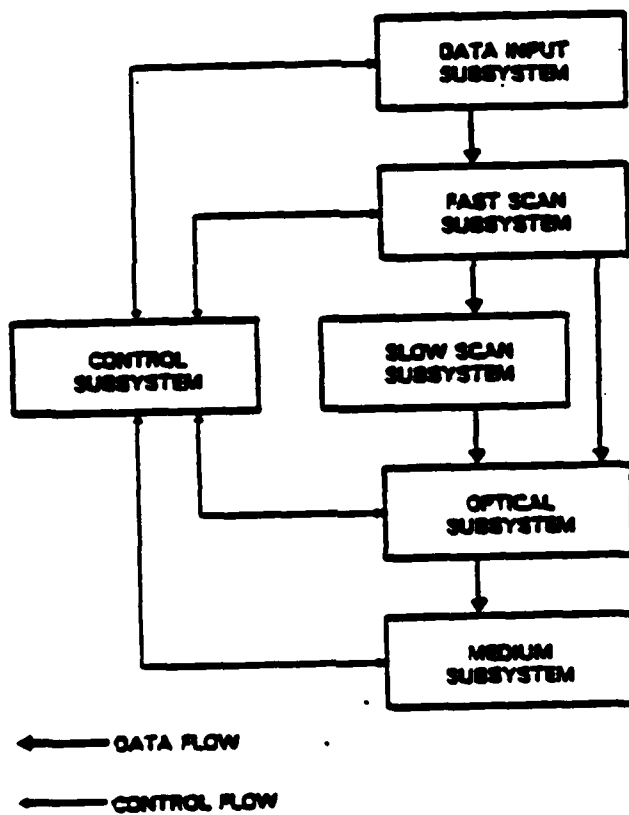 DATA INPUT
SUBSYSTEM
FAST SCAN
SUBSYSTEM
CONTROL
SUBSYSTEM
SLOW SCAN
SUBSYSTEM
OPTICAL
SUBSYSTEM
MEDIUM
SUBSYSTEM
DATA FLOW
CONTROL FLOW